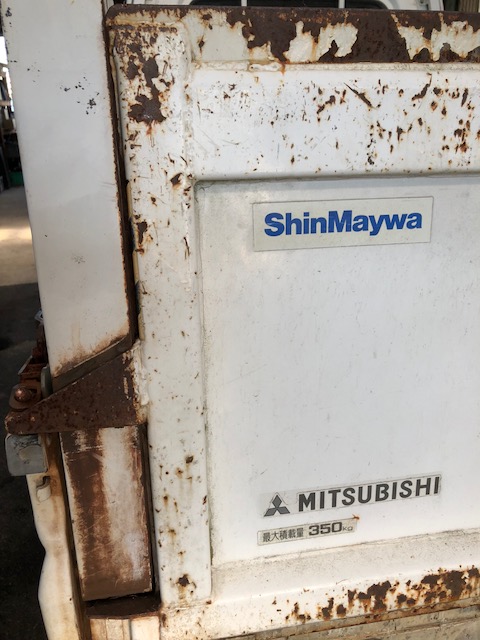 ShinMaywa
MITSUBISHI
最大積載量 350kg